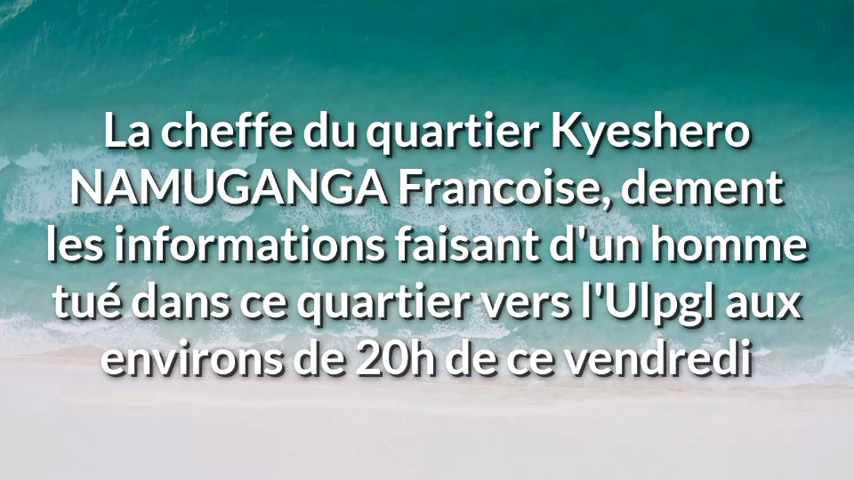 La cheffe du quartier Kyeshero
NAMUGANGA Francoise, dement
les informations faisant d'un homme
tué dans ce quartier vers l'Ulpgl aux
environs de 20h de ce vendredi